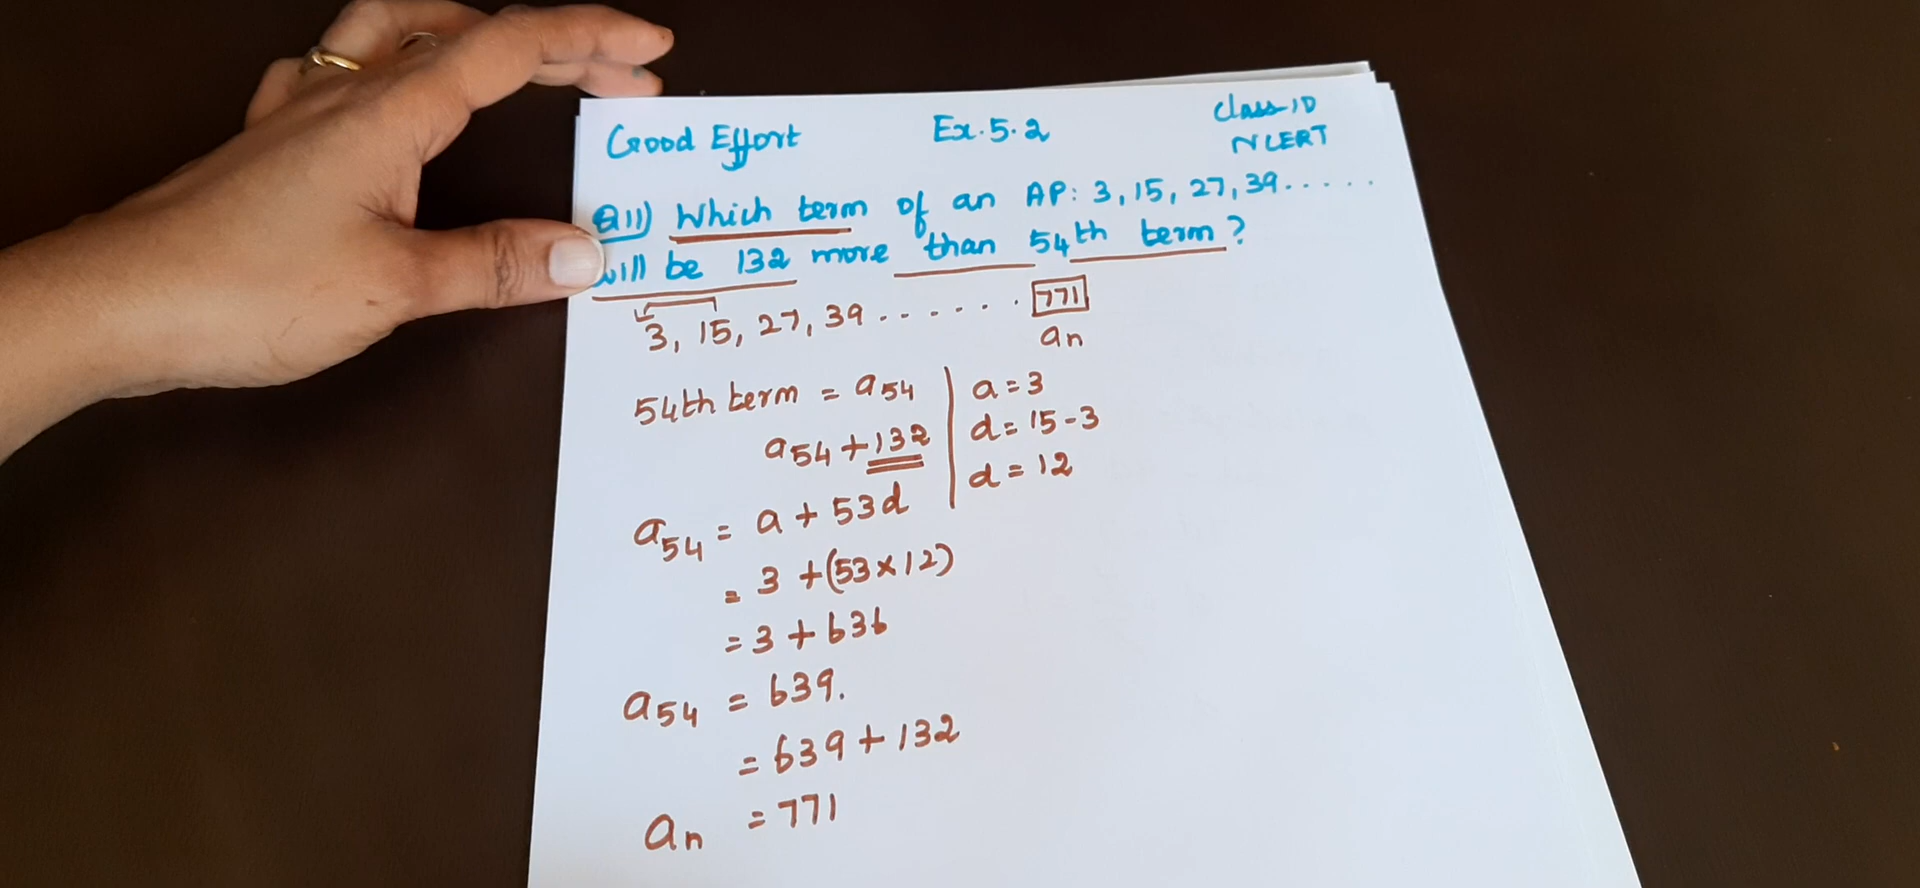 Good Effort Ex. 5.2 Class-10
NCERT
Q11) Which term of an AP: 3, 15, 27, 39.....
will be 132 more than 54th term?
3, 15, 27, 39 ...... 771
an
54th term = a54
a54 + 132
a = 3
d = 15 - 3
d = 12
a54 = a + 53d
= 3 + (53 × 12)
= 3 + 636
a54 = 639.
= 639 + 132
an = 771